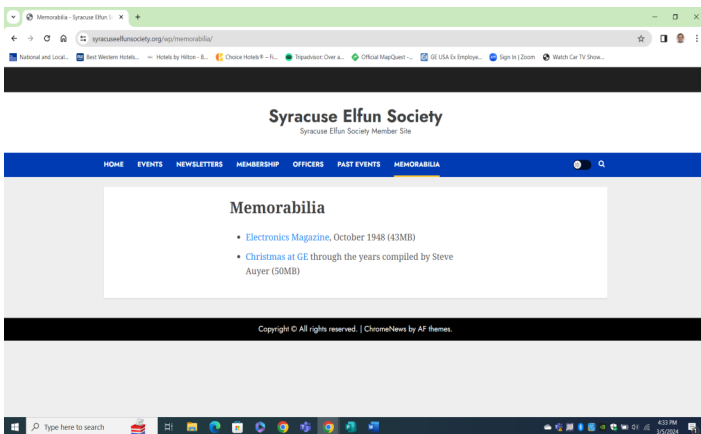 Memorabilia - Syracuse Elfun S
syracuseelfunsociety.org/wp/memorabilia/
National and Local... Best Western Hotels... Hotels by Hilton - B... Choice Hotels® - Fi... Tripadvisor: Over a... Official MapQuest -... GE USA Ex Employe... Sign In | Zoom Watch Car TV Show...
Syracuse Elfun Society
Syracuse Elfun Society Member Site
HOME EVENTS NEWSLETTERS MEMBERSHIP OFFICERS PAST EVENTS MEMORABILIA
Memorabilia
• Electronics Magazine, October 1948 (43MB)
• Christmas at GE through the years compiled by Steve
Auyer (50MB)
Copyright © All rights reserved. | ChromeNews by AF themes.
Type here to search
4:33 PM
3/5/2024